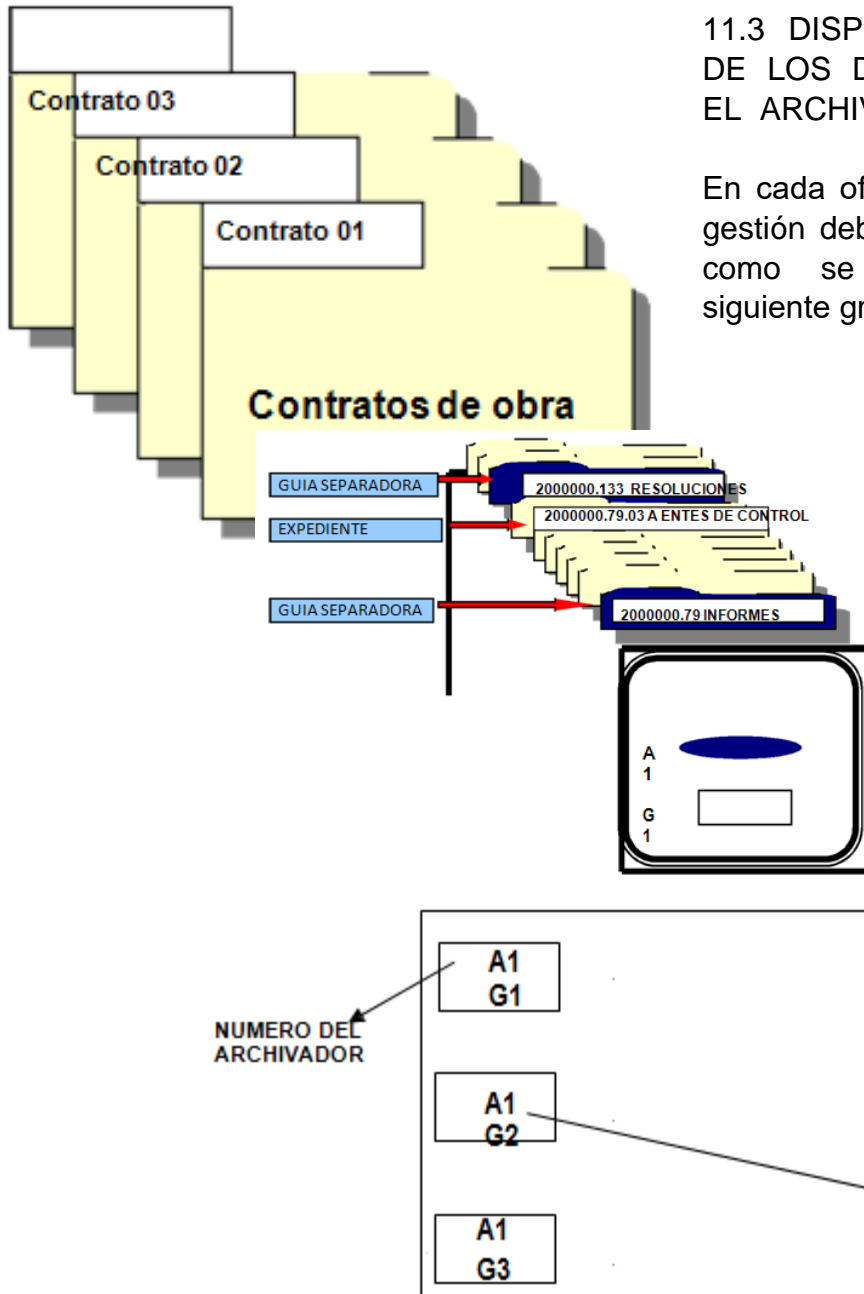 11.3 DISP
DE LOS D
EL ARCHIV
En cada of
gestión deb
como se
siguiente gr
Contrato 03
Contrato 02
Contrato 01
Contratos de obra
GUIA SEPARADORA
2000000.133 RESOLUCIONES
2000000.79.03 A ENTES DE CONTROL
EXPEDIENTE
GUIA SEPARADORA
2000000.79 INFORMES
A
1
G
1
A1
G1
NUMERO DEL
ARCHIVADOR
A1
G2
A1
G3